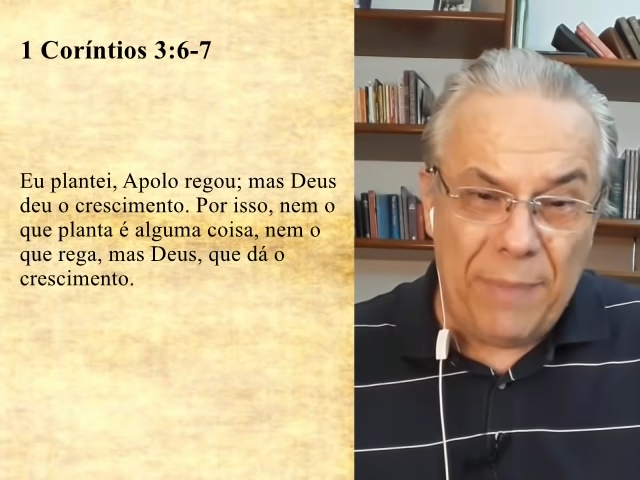 1 Coríntios 3:6-7
Eu plantei, Apolo regou; mas Deus
deu o crescimento. Por isso, nem o
que planta é alguma coisa, nem o
que rega, mas Deus, que dá o
crescimento.